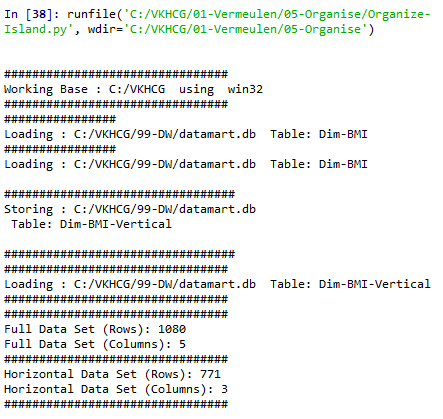 In [38]: runfile('C:/VKHCG/01-Vermeulen/05-Organise/Organize-
Island.py', wdir='C:/VKHCG/01-Vermeulen/05-Organise')
################################
Working Base : C:/VKHCG  using  win32
################################
################
Loading : C:/VKHCG/99-DW/datamart.db  Table: Dim-BMI
################
Loading : C:/VKHCG/99-DW/datamart.db  Table: Dim-BMI
#################################
Storing : C:/VKHCG/99-DW/datamart.db
 Table: Dim-BMI-Vertical
#################################
################################
Loading : C:/VKHCG/99-DW/datamart.db  Table: Dim-BMI-Vertical
################################
################################
Full Data Set (Rows): 1080
Full Data Set (Columns): 5
################################
Horizontal Data Set (Rows): 771
Horizontal Data Set (Columns): 3
################################